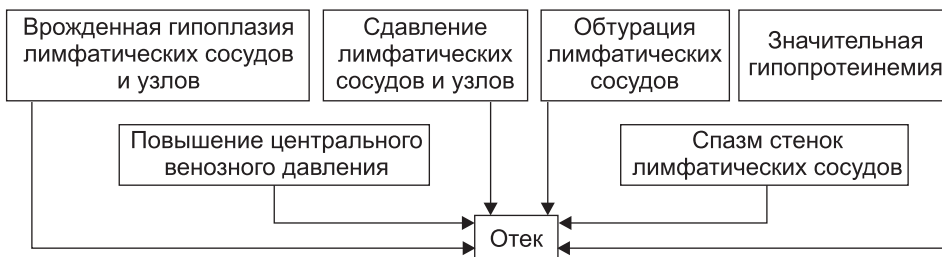 Врожденная гипоплазия
лимфатических сосудов
и узлов
Сдавление
лимфатических
сосудов и узлов
Обтурация
лимфатических
сосудов
Значительная
гипопротеинемия
Повышение центрального
венозного давления
Спазм стенок
лимфатических сосудов
Отек